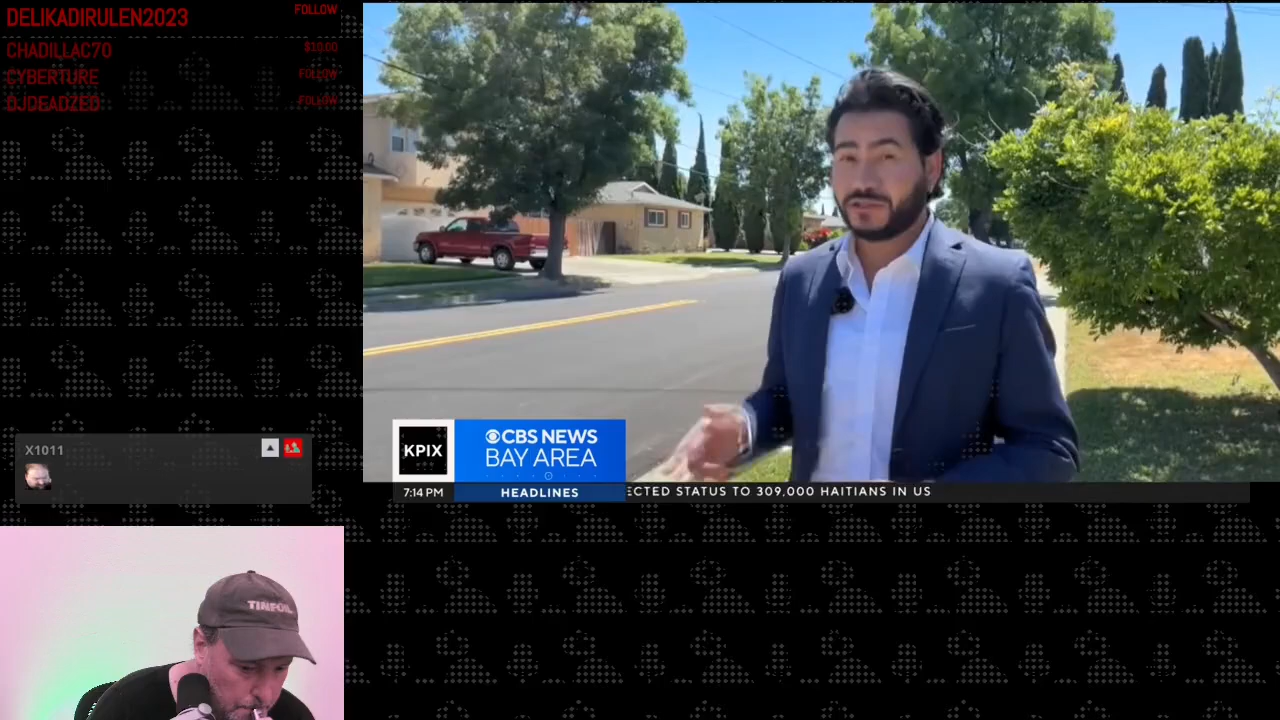 DELIKADIRULEN2023 FOLLOW
CHADILLAC70 $10.00
CYBERTURE FOLLOW
DJDEADZED FOLLOW
X1011
KPIX
CBS NEWS
BAY AREA
7:14 PM HEADLINES ECTED STATUS TO 309,000 HAITIANS IN US
TINFOIL